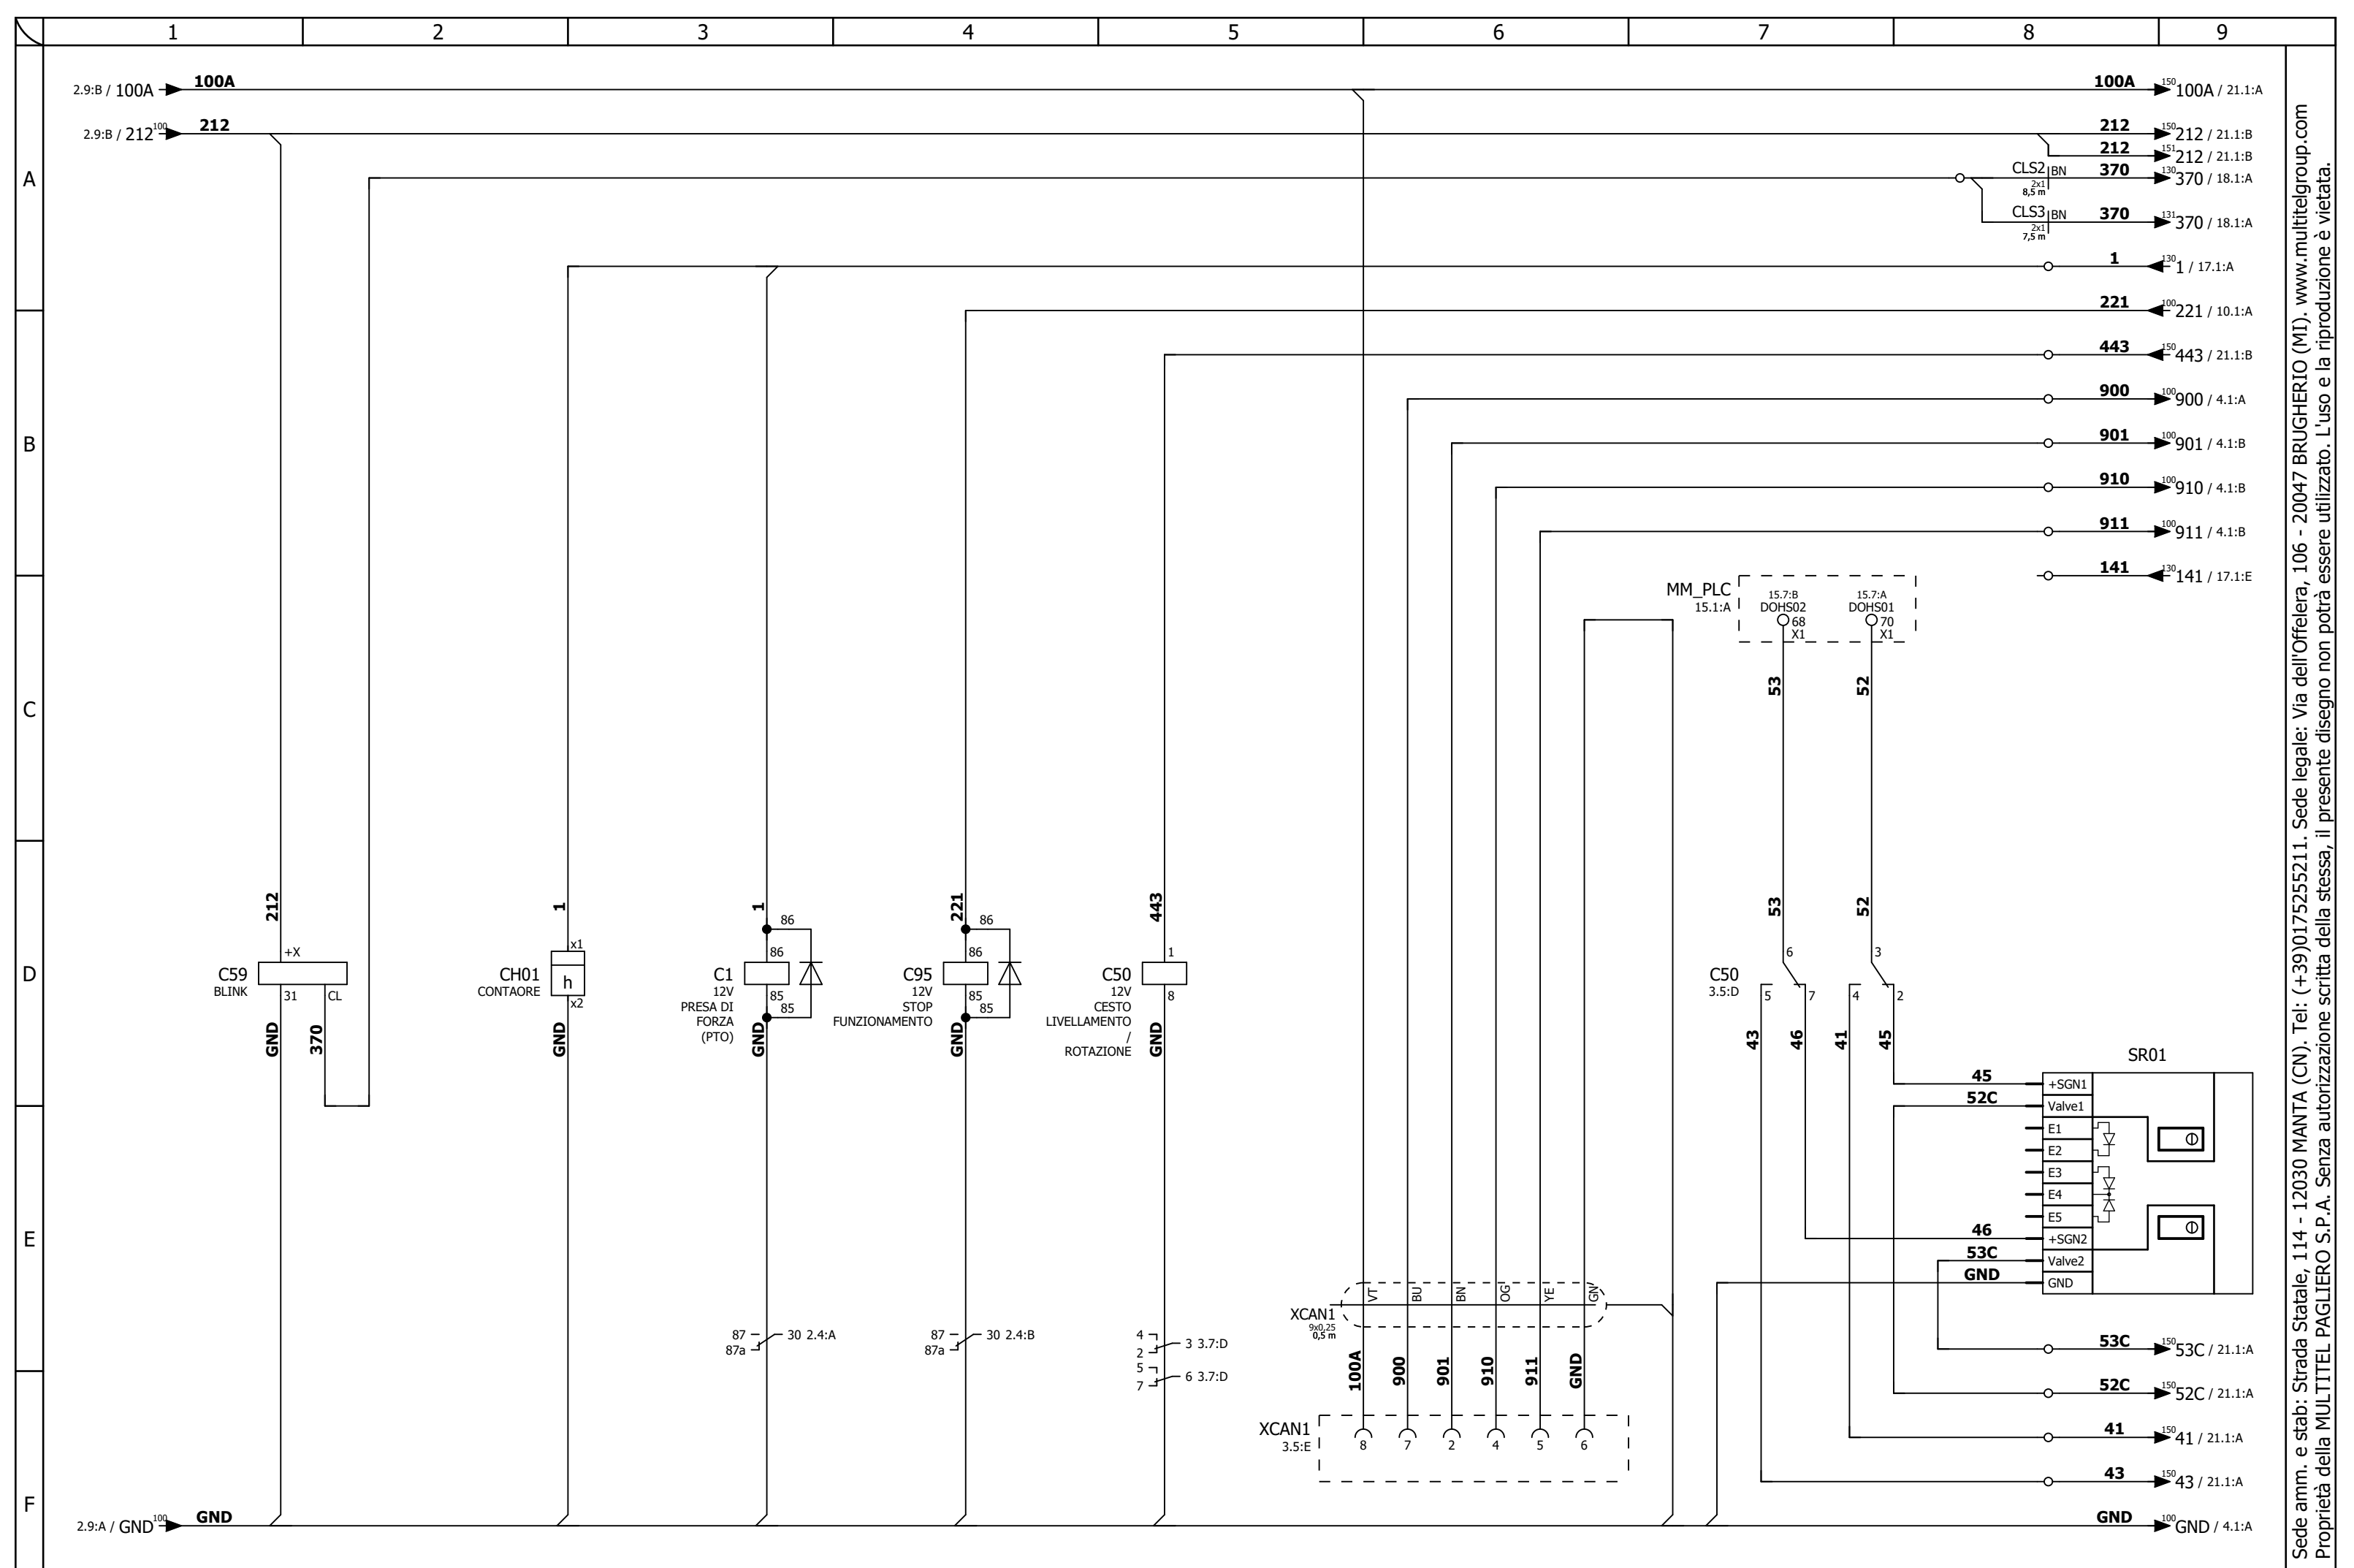 1 2 3 4 5 6 7 8 9
A
B
C
D
E
F
2.9:B / 100A
100A
100A
150
100A / 21.1:A
2.9:B / 212
100
212
212
150
212 / 21.1:B
212
151
212 / 21.1:B
CLS2
2x1
8,5 m
BN
370
130
370 / 18.1:A
CLS3
2x1
7,5 m
BN
370
131
370 / 18.1:A
1
130
1 / 17.1:A
221
100
221 / 10.1:A
443
150
443 / 21.1:B
900
100
900 / 4.1:A
901
100
901 / 4.1:B
910
100
910 / 4.1:B
911
100
911 / 4.1:B
141
130
141 / 17.1:E
MM_PLC
15.1:A
15.7:B
DOHS02
68
X1
15.7:A
DOHS01
70
X1
53
52
212
+X
C59
BLINK
31
CL
GND
370
1
x1
CH01
CONTAORE
h
x2
GND
1
86
86
C1
12V
PRESA DI
FORZA
(PTO)
85
85
GND
221
86
86
C95
12V
STOP
FUNZIONAMENTO
85
85
GND
443
1
C50
12V
CESTO
LIVELLAMENTO
/
ROTAZIONE
8
GND
53
52
6
3
C50
3.5:D
5
7
4
2
43
46
41
45
SR01
45
+SGN1
52C
Valve1
E1
E2
E3
E4
E5
46
+SGN2
53C
Valve2
GND
GND
87
87a
30 2.4:A
87
87a
30 2.4:B
4
2
3 3.7:D
5
7
6 3.7:D
XCAN1
9x0,25
0,5 m
VT
BU
BN
OG
YE
GN
100A
900
901
910
911
GND
XCAN1
3.5:E
8
7
2
4
5
6
53C
150
53C / 21.1:A
52C
150
52C / 21.1:A
41
150
41 / 21.1:A
43
150
43 / 21.1:A
2.9:A / GND
100
GND
GND
100
GND / 4.1:A
Sede amm. e stab: Strada Statale, 114 - 12030 MANTA (CN). Tel: (+39)0175255211. Sede legale: Via dell'Offelera, 106 - 20047 BRUGHERIO (MI). www.multitelgroup.com
Proprietà della MULTITEL PAGLIERO S.P.A. Senza autorizzazione scritta della stessa, il presente disegno non potrà essere utilizzato. L'uso e la riproduzione è vietata.